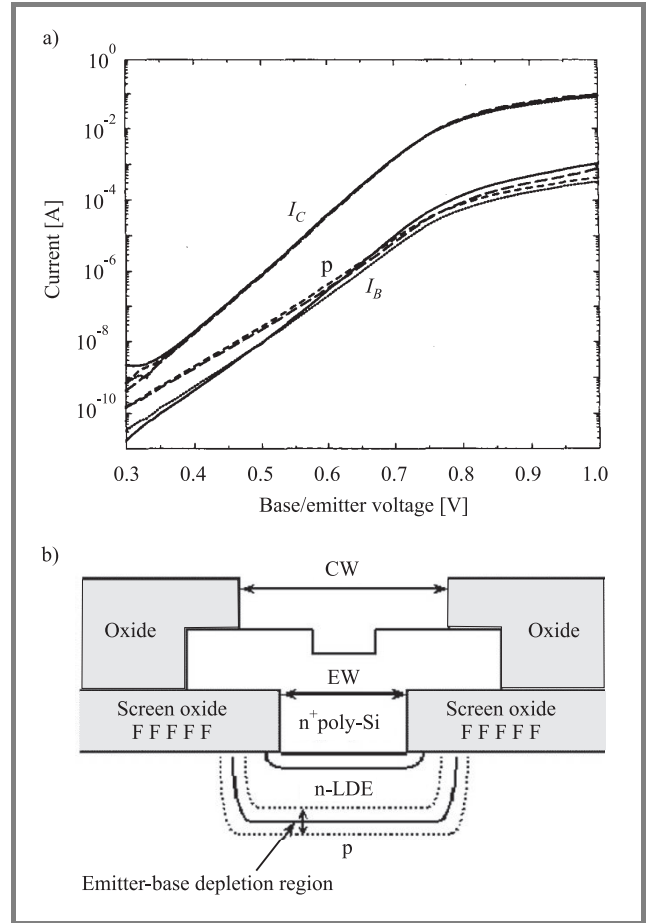 a)
10⁰
10⁻²
10⁻⁴
10⁻⁶
10⁻⁸
10⁻¹⁰
Current [A]
I_C
p
I_B
0.3 0.4 0.5 0.6 0.7 0.8 0.9 1.0
Base/emitter voltage [V]
b)
CW
Oxide
Oxide
EW
Screen oxide
F F F F F
n⁺poly-Si
Screen oxide
F F F F F
n-LDE
p
Emitter-base depletion region